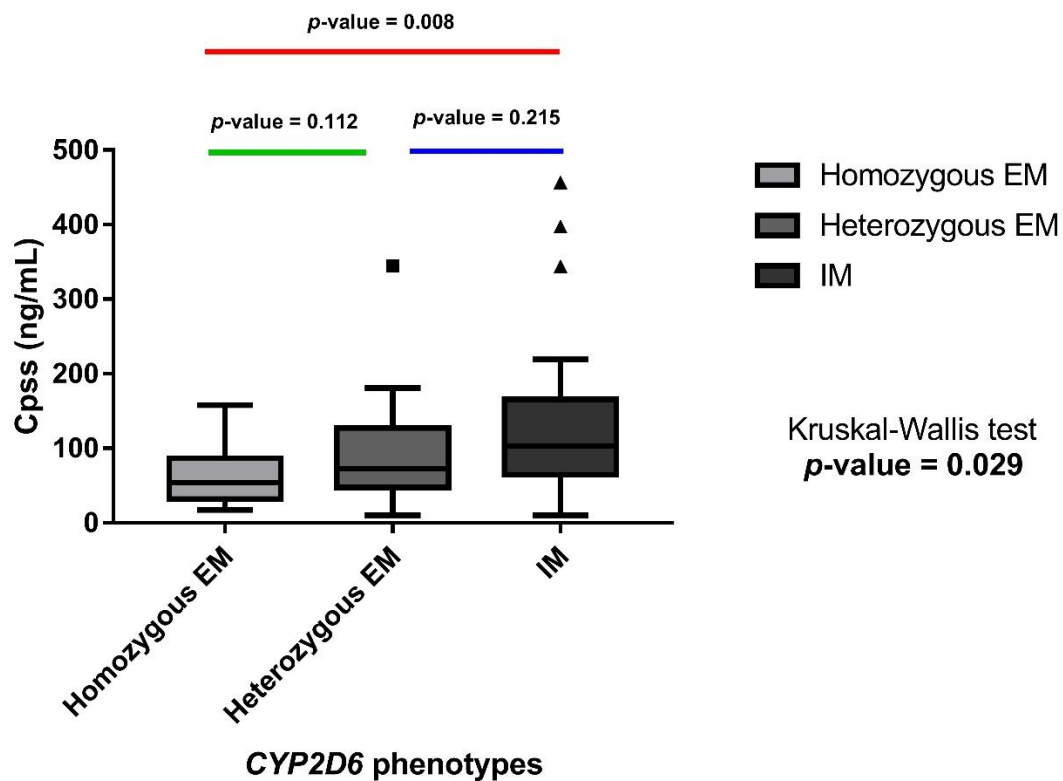 p-value = 0.008
p-value = 0.112
p-value = 0.215
500
400
300
200
100
0
Cpss (ng/mL)
Homozygous EM
Heterozygous EM
IM
CYP2D6 phenotypes
Homozygous EM
Heterozygous EM
IM
Kruskal-Wallis test
p-value = 0.029